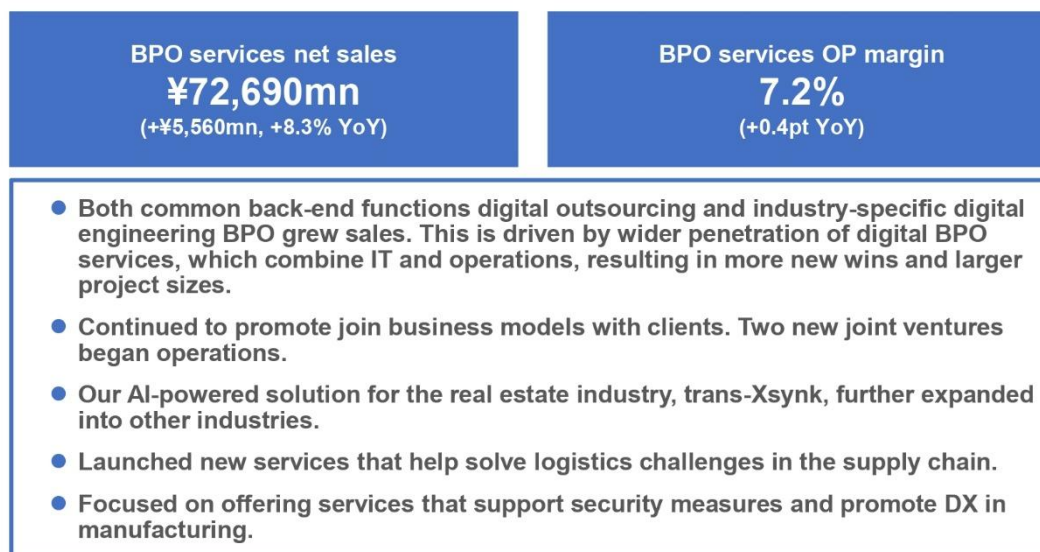 BPO services net sales
¥72,690mn
(+¥5,560mn, +8.3% YoY)
BPO services OP margin
7.2%
(+0.4pt YoY)
● Both common back-end functions digital outsourcing and industry-specific digital
engineering BPO grew sales. This is driven by wider penetration of digital BPO
services, which combine IT and operations, resulting in more new wins and larger
project sizes.
● Continued to promote join business models with clients. Two new joint ventures
began operations.
● Our AI-powered solution for the real estate industry, trans-Xsynk, further expanded
into other industries.
● Launched new services that help solve logistics challenges in the supply chain.
● Focused on offering services that support security measures and promote DX in
manufacturing.